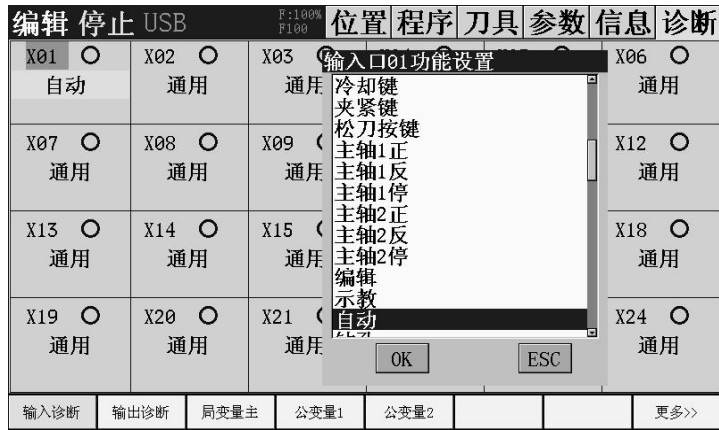 编辑 停止 USB F:100% F100 位置 程序 刀具 参数 信息 诊断
X01 X02 X03 X06
自动 通用 通用 通用
输入口01功能设置
冷却键
夹紧键
松刀按键
主轴1正
主轴1反
主轴1停
主轴2正
主轴2反
主轴2停
编辑
示教
自动
OK ESC
X07 X08 X09 X12
通用 通用 通用 通用
X13 X14 X15 X18
通用 通用 通用 通用
X19 X20 X21 X24
通用 通用 通用 通用
输入诊断 输出诊断 局变量主 公变量1 公变量2 更多>>